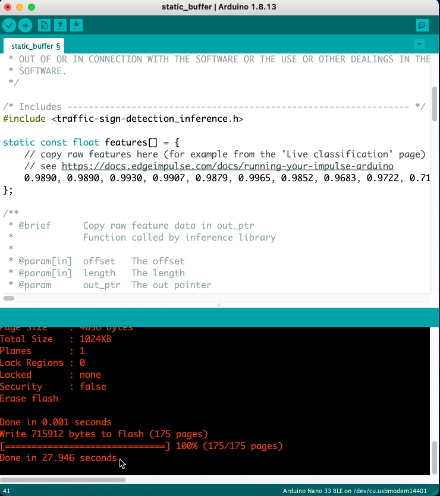 static_buffer | Arduino 1.8.13
static_buffer §
* OUT OF OR IN CONNECTION WITH THE SOFTWARE OR THE USE OR OTHER DEALINGS IN THE
* SOFTWARE.
*/
/* Includes ---------------------------------------------------------------- */
#include <traffic-sign-detection_inference.h>
static const float features[] = {
// copy raw features here (for example from the 'Live classification' page)
// see https://docs.edgeimpulse.com/docs/running-your-impulse-arduino
0.9890, 0.9890, 0.9930, 0.9907, 0.9879, 0.9965, 0.9852, 0.9683, 0.9722, 0.71
};
/**
* @brief Copy raw feature data in out_ptr
* Function called by inference library
*
* @param[in] offset The offset
* @param[in] length The length
* @param out_ptr The out pointer
Page Size : 4096 bytes
Total Size : 1024KB
Planes : 1
Lock Regions : 0
Locked : none
Security : false
Erase flash
Done in 0.001 seconds
Write 715912 bytes to flash (175 pages)
[==============================] 100% (175/175 pages)
Done in 27.946 seconds
41
Arduino Nano 33 BLE on /dev/cu.usbmodem14401